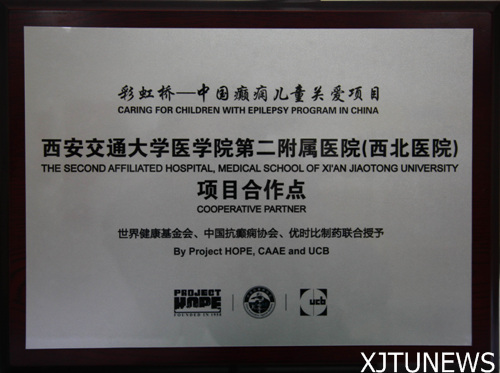 彩虹桥—中国癫痫儿童关爱项目
CARING FOR CHILDREN WITH EPILEPSY PROGRAM IN CHINA
西安交通大学医学院第二附属医院(西北医院)
THE SECOND AFFILIATED HOSPITAL, MEDICAL SCHOOL OF XI'AN JIAOTONG UNIVERSITY
项目合作点
COOPERATIVE PARTNER
世界健康基金会、中国抗癫痫协会、优时比制药联合授予
By Project HOPE, CAAE and UCB
PROJECT
HOPE
FOUNDED IN 1958
ucb
XJTUNEWS